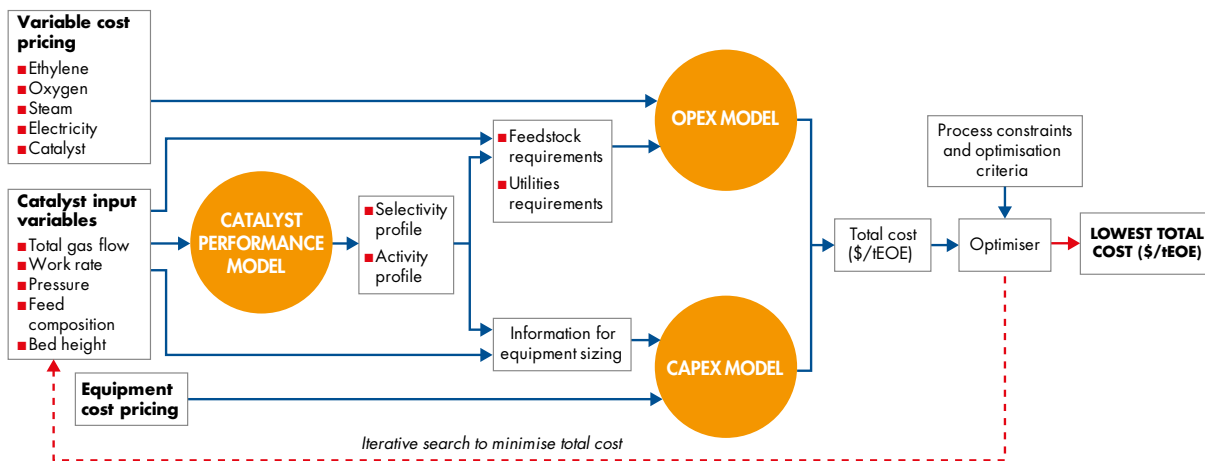 Variable cost
pricing
Ethylene
Oxygen
Steam
Electricity
Catalyst
Catalyst input
variables
Total gas flow
Work rate
Pressure
Feed
composition
Bed height
Equipment
cost pricing
CATALYST
PERFORMANCE
MODEL
Selectivity
profile
Activity
profile
Feedstock
requirements
Utilities
requirements
Information for
equipment sizing
OPEX MODEL
CAPEX MODEL
Total cost
($/tEOE)
Process constraints
and optimisation
criteria
Optimiser
LOWEST TOTAL
COST ($/tEOE)
Iterative search to minimise total cost